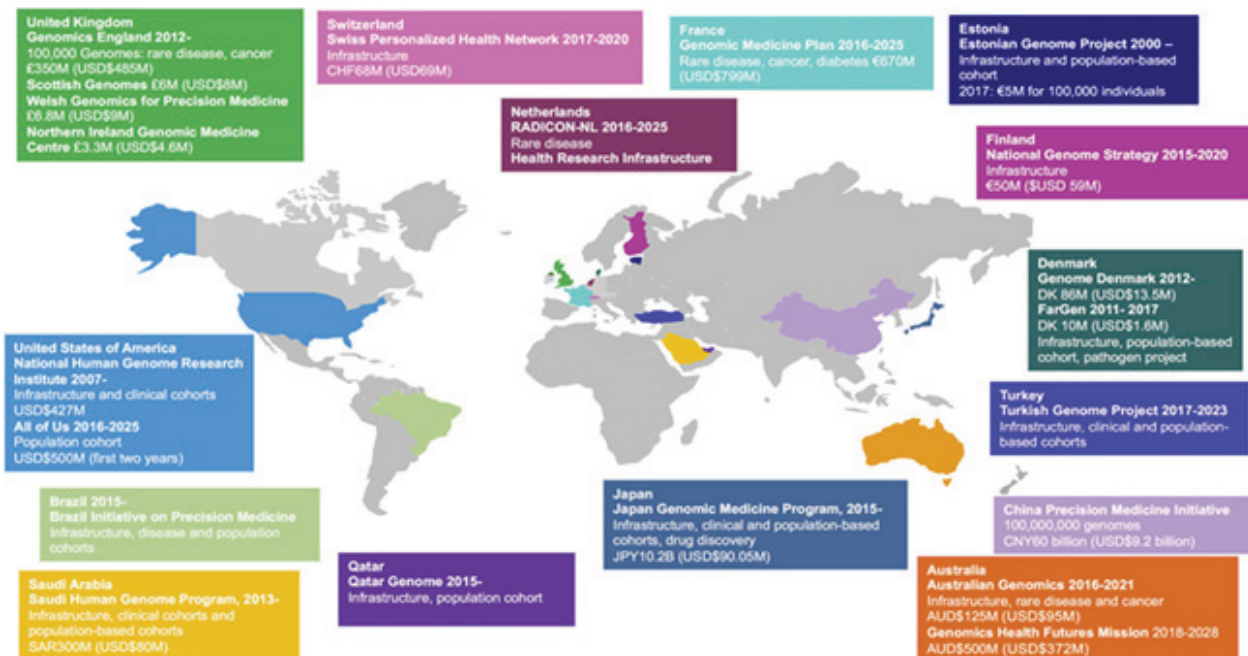 United Kingdom
Genomics England 2012-
100,000 Genomes: rare disease, cancer
£350M (USD$485M)
Scottish Genomes £6M (USD$8M)
Welsh Genomics for Precision Medicine
£6.8M (USD$9M)
Northern Ireland Genomic Medicine
Centre £3.3M (USD$4.6M)
Switzerland
Swiss Personalized Health Network 2017-2020
Infrastructure
CHF68M (USD69M)
France
Genomic Medicine Plan 2016-2025
Rare disease, cancer, diabetes €670M
(USD$799M)
Estonia
Estonian Genome Project 2000 –
Infrastructure and population-based
cohort
2017: €5M for 100,000 individuals
Netherlands
RADICON-NL 2016-2025
Rare disease
Health Research Infrastructure
Finland
National Genome Strategy 2015-2020
Infrastructure
€50M ($USD 59M)
Denmark
Genome Denmark 2012-
DK 86M (USD$13.5M)
FarGen 2011- 2017
DK 10M (USD$1.6M)
Infrastructure, population-based
cohort, pathogen project
United States of America
National Human Genome Research
Institute 2007-
Infrastructure and clinical cohorts
USD$427M
All of Us 2016-2025
Population cohort
USD$500M (first two years)
Turkey
Turkish Genome Project 2017-2023
Infrastructure, clinical and population-
based cohorts
Brazil 2015-
Brazil Initiative on Precision Medicine
Infrastructure, disease and population
cohorts
Japan
Japan Genomic Medicine Program, 2015-
Infrastructure, clinical and population-based
cohorts, drug discovery
JPY10.2B (USD$90.05M)
China Precision Medicine Initiative
100,000,000 genomes
CNY60 billion (USD$9.2 billion)
Qatar
Qatar Genome 2015-
Infrastructure, population cohort
Saudi Arabia
Saudi Human Genome Program, 2013-
Infrastructure, clinical cohorts and
population-based cohorts
SAR300M (USD$80M)
Australia
Australian Genomics 2016-2021
Infrastructure, rare disease and cancer
AUD$125M (USD$95M)
Genomics Health Futures Mission 2018-2028
AUD$500M (USD$372M)